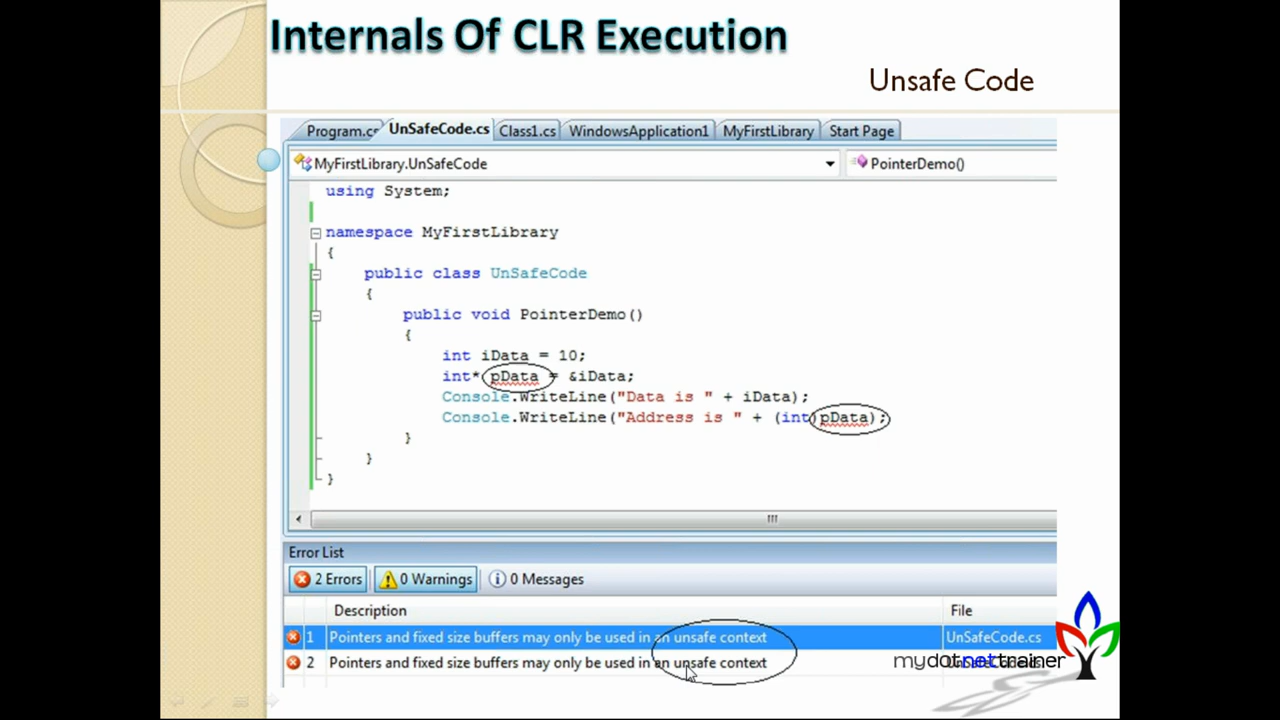 Internals Of CLR Execution
Unsafe Code
Program.cs UnSafeCode.cs Class1.cs WindowsApplication1 MyFirstLibrary Start Page
MyFirstLibrary.UnSafeCode PointerDemo()
using System;
namespace MyFirstLibrary
{
public class UnSafeCode
{
public void PointerDemo()
{
int iData = 10;
int* pData = &iData;
Console.WriteLine("Data is " + iData);
Console.WriteLine("Address is " + (int)pData);
}
}
}
Error List
2 Errors 0 Warnings 0 Messages
Description File
1 Pointers and fixed size buffers may only be used in an unsafe context UnSafeCode.cs
2 Pointers and fixed size buffers may only be used in an unsafe context
mydotnettrainer